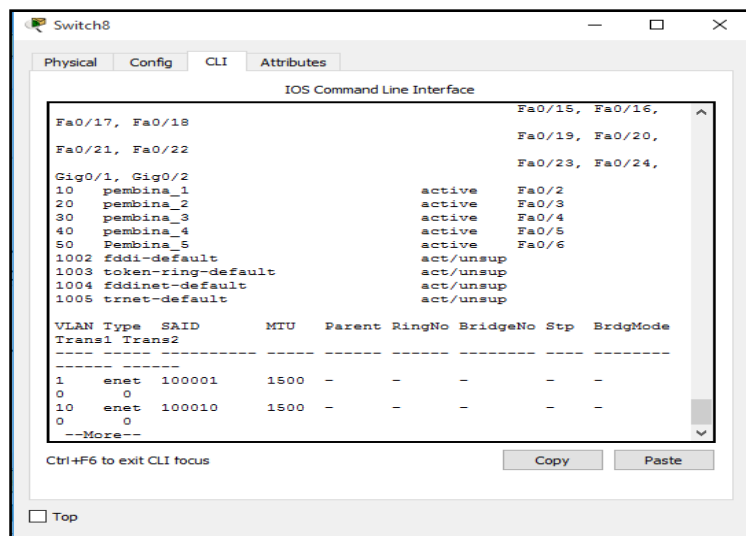 Switch8
Physical Config CLI Attributes
IOS Command Line Interface
Fa0/15, Fa0/16,
Fa0/17, Fa0/18
Fa0/19, Fa0/20,
Fa0/21, Fa0/22
Fa0/23, Fa0/24,
Gig0/1, Gig0/2
10 pembina_1 active Fa0/2
20 pembina_2 active Fa0/3
30 pembina_3 active Fa0/4
40 pembina_4 active Fa0/5
50 Pembina_5 active Fa0/6
1002 fddi-default act/unsup
1003 token-ring-default act/unsup
1004 fddinet-default act/unsup
1005 trnet-default act/unsup
VLAN Type SAID MTU Parent RingNo BridgeNo Stp BrdgMode
Trans1 Trans2
---- ----- ---------- ----- ------ ------ -------- ---- --------
------ ------
1 enet 100001 1500 - - - - -
0 0
10 enet 100010 1500 - - - - -
0 0
--More--
Ctrl+F6 to exit CLI focus
Copy Paste
Top